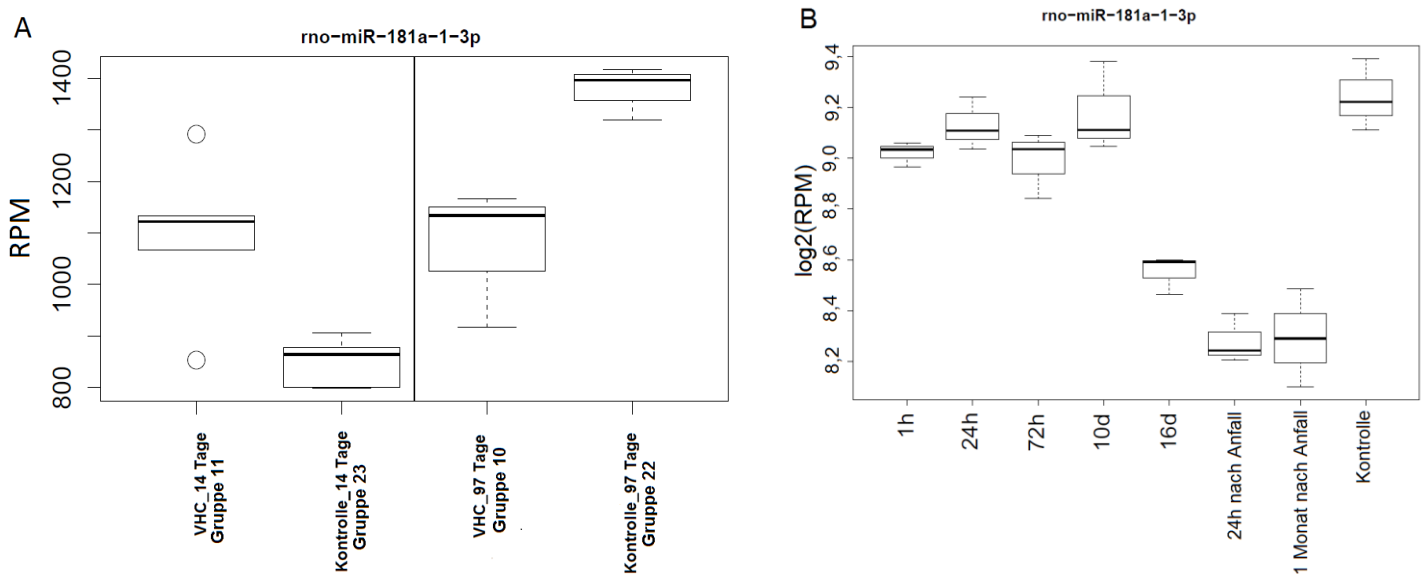 A
rno−miR−181a−1−3p
RPM
1400
1200
1000
800
VHC_14 Tage
Gruppe 11
Kontrolle_14 Tage
Gruppe 23
VHC_97 Tage
Gruppe 10
Kontrolle_97 Tage
Gruppe 22
B
rno−miR−181a−1−3p
log2(RPM)
9,4
9,2
9,0
8,8
8,6
8,4
8,2
1h
24h
72h
10d
16d
24h nach Anfall
1 Monat nach Anfall
Kontrolle